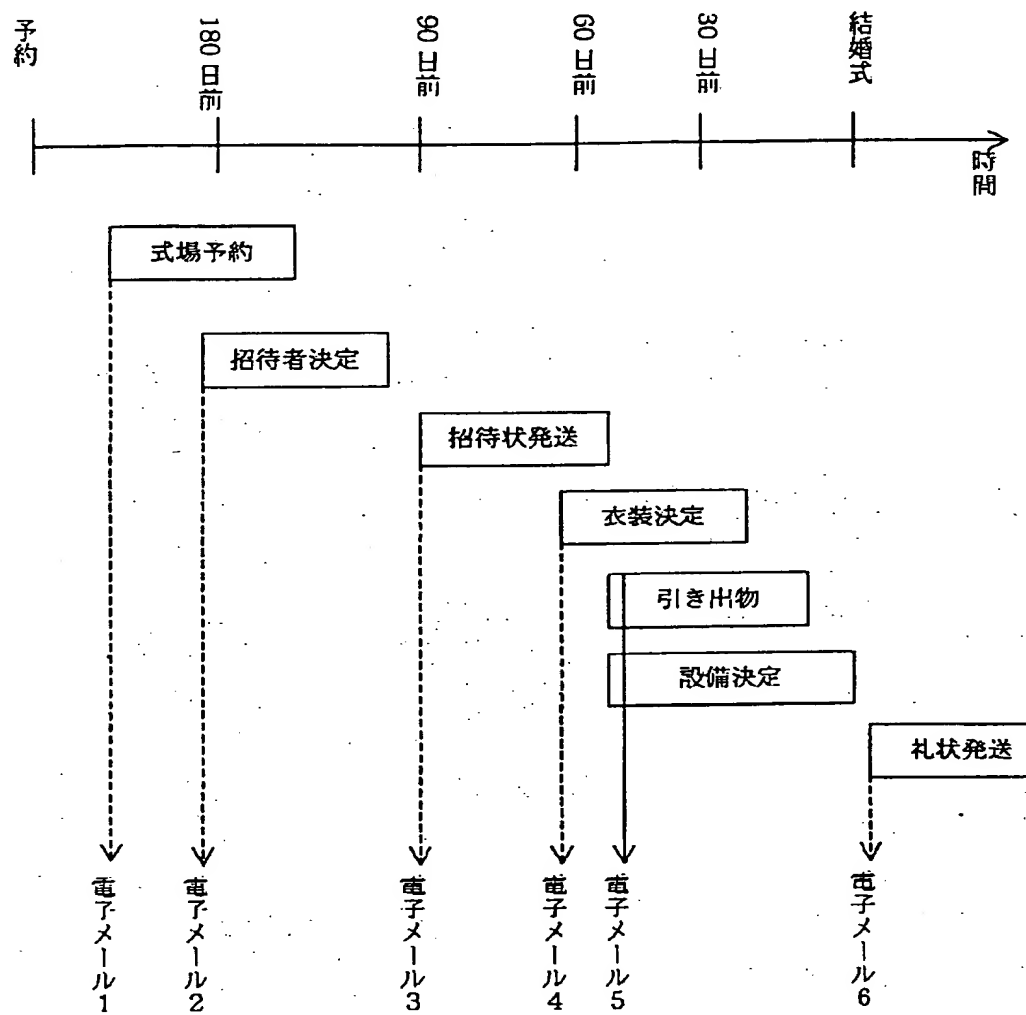 予約
180日前
90日前
60日前
30日前
結婚式
時間
式場予約
招待者決定
招待状発送
衣装決定
引き出物
設備決定
礼状発送
電子メール1
電子メール2
電子メール3
電子メール4
電子メール5
電子メール6